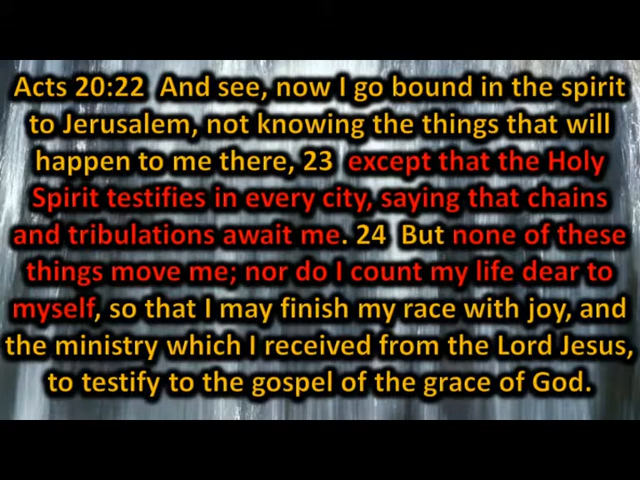 Acts 20:22  And see, now I go bound in the spirit
to Jerusalem, not knowing the things that will
happen to me there, 23  except that the Holy
Spirit testifies in every city, saying that chains
and tribulations await me. 24  But none of these
things move me; nor do I count my life dear to
myself, so that I may finish my race with joy, and
the ministry which I received from the Lord Jesus,
to testify to the gospel of the grace of God.